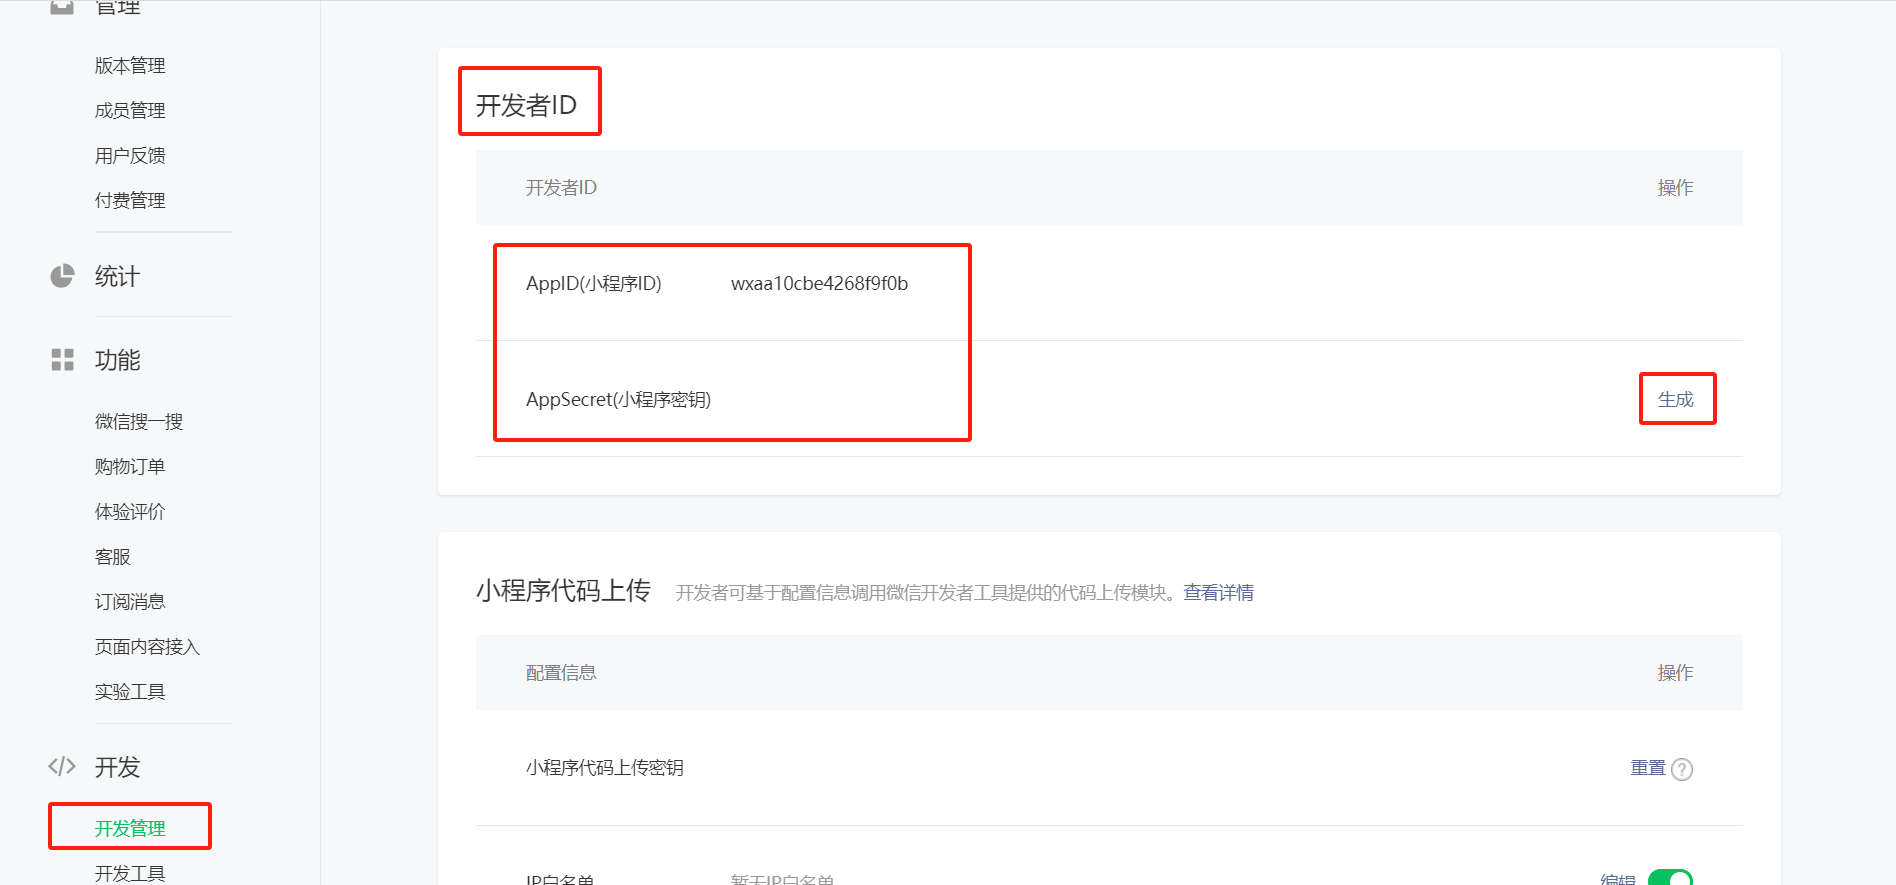 管理
版本管理
成员管理
用户反馈
付费管理
统计
功能
微信搜一搜
购物订单
体验评价
客服
订阅消息
页面内容接入
实验工具
开发
开发管理
开发工具
开发者ID
开发者ID 操作
AppID(小程序ID) wxaa10cbe4268f9f0b
AppSecret(小程序密钥) 生成
小程序代码上传 开发者可基于配置信息调用微信开发者工具提供的代码上传模块。查看详情
配置信息 操作
小程序代码上传密钥 重置 ?
IP白名单 暂无IP白名单 编辑